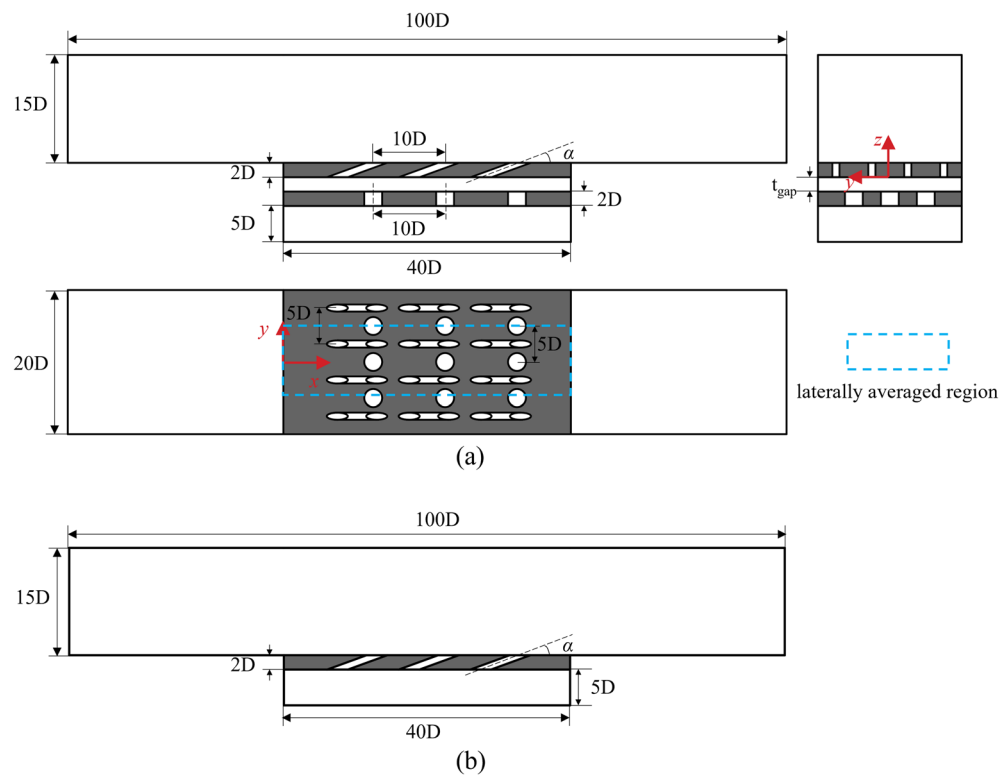 100D
15D
10D
α
2D
z
y
t_gap
2D
5D
10D
40D
5D
y
5D
20D
x
laterally averaged region
(a)
100D
15D
α
2D
5D
40D
(b)